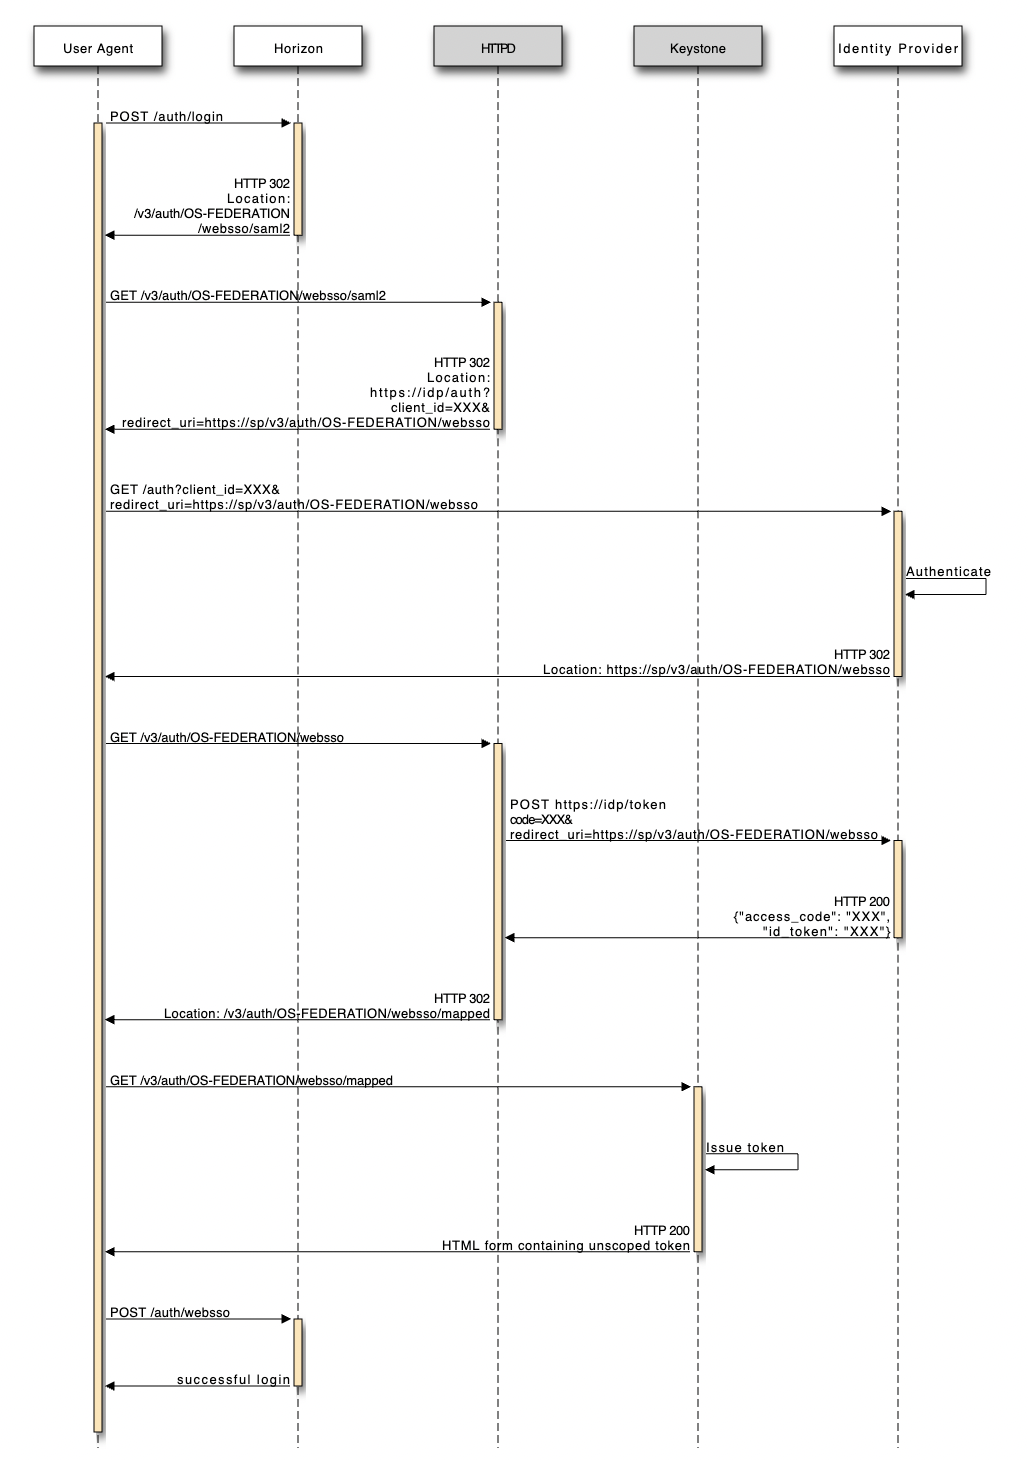 User Agent
Horizon
HTTPD
Keystone
Identity Provider
POST /auth/login
HTTP 302
Location:
/v3/auth/OS-FEDERATION
/websso/saml2
GET /v3/auth/OS-FEDERATION/websso/saml2
HTTP 302
Location:
https://idp/auth?
client_id=XXX&
redirect_uri=https://sp/v3/auth/OS-FEDERATION/websso
GET /auth?client_id=XXX&
redirect_uri=https://sp/v3/auth/OS-FEDERATION/websso
Authenticate
HTTP 302
Location: https://sp/v3/auth/OS-FEDERATION/websso
GET /v3/auth/OS-FEDERATION/websso
POST https://idp/token
code=XXX&
redirect_uri=https://sp/v3/auth/OS-FEDERATION/websso
HTTP 200
{"access_code": "XXX",
"id_token": "XXX"}
HTTP 302
Location: /v3/auth/OS-FEDERATION/websso/mapped
GET /v3/auth/OS-FEDERATION/websso/mapped
Issue token
HTTP 200
HTML form containing unscoped token
POST /auth/websso
successful login